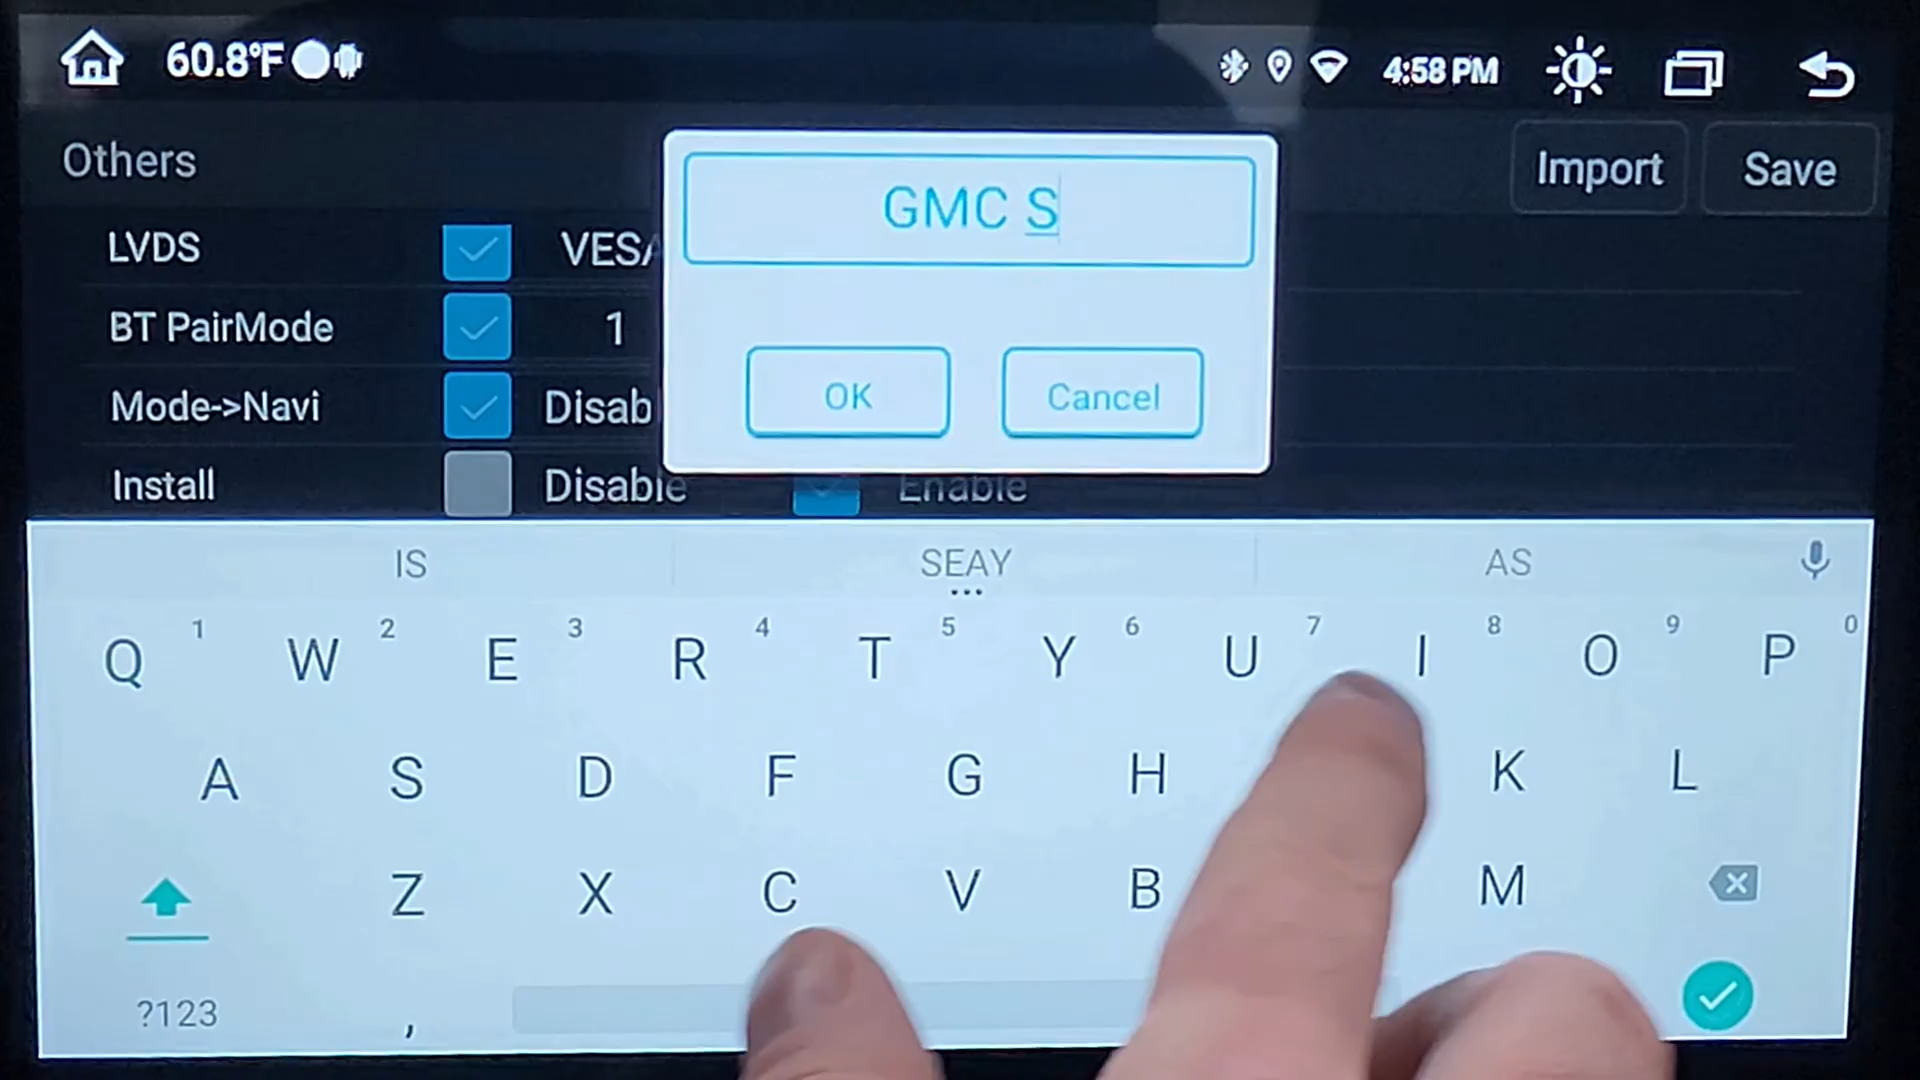 60.8°F
4:58 PM
Others
Import
Save
GMC S
LVDS
VESA
BT PairMode
1
OK
Cancel
Mode->Navi
Disab
Install
Disable
Enable
IS
SEAY
AS
Q 1 W 2 E 3 R 4 T 5 Y 6 U 7 I 8 O 9 P 0
A S D F G H K L
Z X C V B M
?123 ,